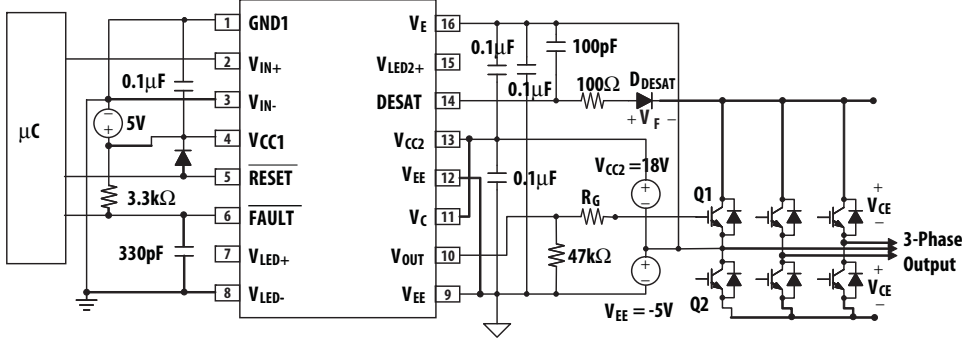 µC
0.1µF
5V
3.3kΩ
330pF
1 GND1
2 VIN+
3 VIN-
4 VCC1
5 RESET
6 FAULT
7 VLED+
8 VLED-
VE 16
VLED2+ 15
DESAT 14
VCC2 13
VEE 12
VC 11
VOUT 10
VEE 9
0.1µF
0.1µF
100pF
100Ω
DDESAT
+ VF −
0.1µF
VCC2 = 18V
RG
47kΩ
VEE = -5V
Q1
Q2
+
VCE
−
3-Phase
Output
+
VCE
−